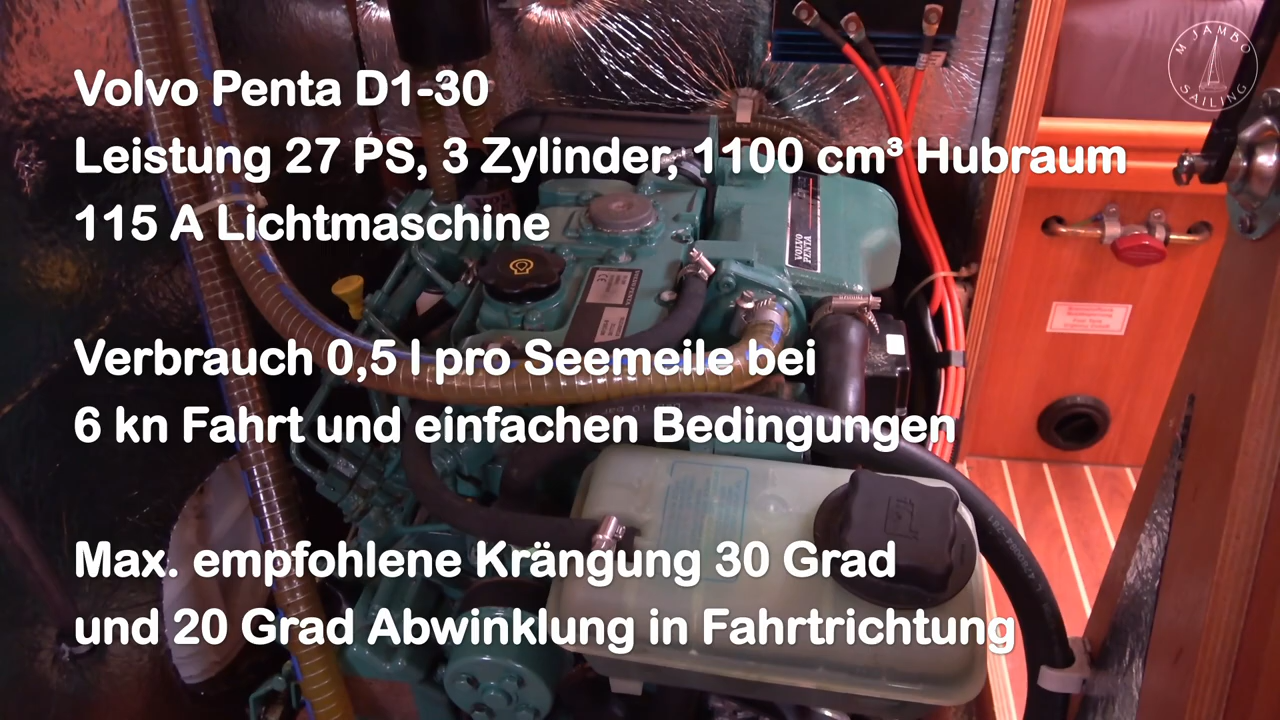 Volvo Penta D1-30
Leistung 27 PS, 3 Zylinder, 1100 cm³ Hubraum
115 A Lichtmaschine
Verbrauch 0,5 l pro Seemeile bei
6 kn Fahrt und einfachen Bedingungen
Max. empfohlene Krängung 30 Grad
und 20 Grad Abwinklung in Fahrtrichtung
M JAMBO
SAILING
VOLVO
PENTA